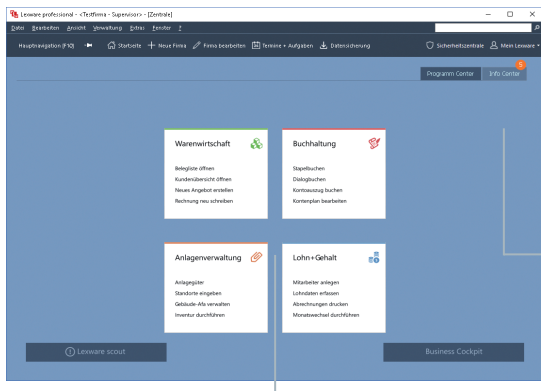 Lexware professional - <Testfirma - Supervisor> - [Zentrale]
Datei Bearbeiten Ansicht Verwaltung Extras Fenster ?
Hauptnavigation (F10) Startseite Neue Firma Firma bearbeiten Termine + Aufgaben Datensicherung Sicherheitszentrale Mein Lexware
5
Programm Center Info Center
Warenwirtschaft
Belegliste öffnen
Kundenübersicht öffnen
Neues Angebot erstellen
Rechnung neu schreiben
Buchhaltung
Stapelbuchen
Dialogbuchen
Kontoauszug buchen
Kontenplan bearbeiten
Anlagenverwaltung
Anlagegüter
Standorte eingeben
Gebäude-Afa verwalten
Inventur durchführen
Lohn+Gehalt
Mitarbeiter anlegen
Lohndaten erfassen
Abrechnungen drucken
Monatswechsel durchführen
Lexware scout
Business Cockpit